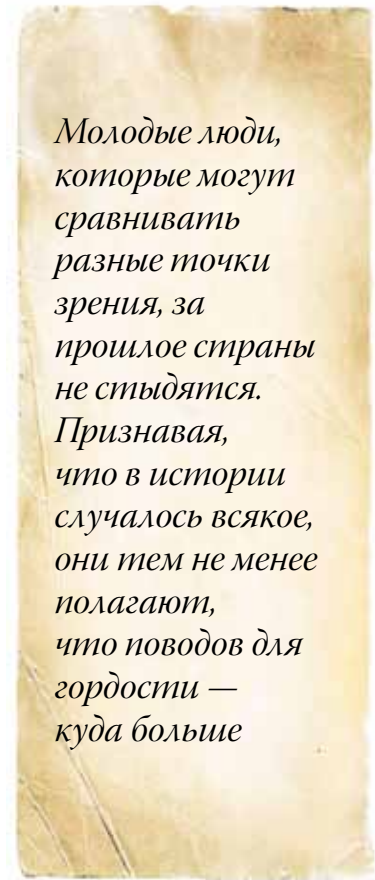 Молодые люди,
которые могут
сравнивать
разные точки
зрения, за
прошлое страны
не стыдятся.
Признавая,
что в истории
случалось всякое,
они тем не менее
полагают,
что поводов для
гордости —
куда больше